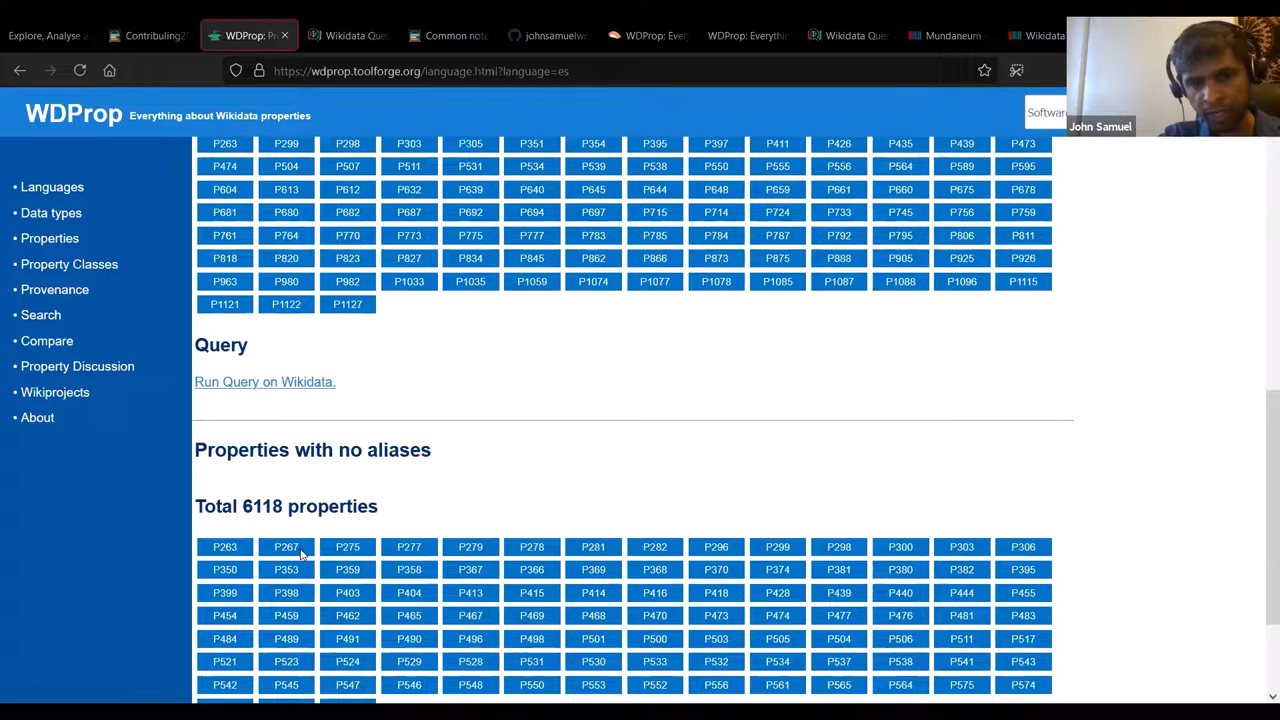 Explore, Analyse a
Contribuling2
WDProp: P
Wikidata Que
Common note
johnsamuelwr
WDProp: Every
WDProp: Everythi
Wikidata Que
Mundaneum
Wikidata
https://wdprop.toolforge.org/language.html?language=es
WDProp Everything about Wikidata properties
Software
John Samuel
• Languages
• Data types
• Properties
• Property Classes
• Provenance
• Search
• Compare
• Property Discussion
• Wikiprojects
• About
P263 P299 P298 P303 P305 P351 P354 P395 P397 P411 P426 P435 P439 P473
P474 P504 P507 P511 P531 P534 P539 P538 P550 P555 P556 P564 P589 P595
P604 P613 P612 P632 P639 P640 P645 P644 P648 P659 P661 P660 P675 P678
P681 P680 P682 P687 P692 P694 P697 P715 P714 P724 P733 P745 P756 P759
P761 P764 P770 P773 P775 P777 P783 P785 P784 P787 P792 P795 P806 P811
P818 P820 P823 P827 P834 P845 P862 P866 P873 P875 P888 P905 P925 P926
P963 P980 P982 P1033 P1035 P1059 P1074 P1077 P1078 P1085 P1087 P1088 P1096 P1115
P1121 P1122 P1127
Query
Run Query on Wikidata.
Properties with no aliases
Total 6118 properties
P263 P267 P275 P277 P279 P278 P281 P282 P296 P299 P298 P300 P303 P306
P350 P353 P359 P358 P367 P366 P369 P368 P370 P374 P381 P380 P382 P395
P399 P398 P402 P404 P413 P415 P414 P416 P418 P428 P439 P440 P444 P455
P454 P459 P462 P465 P467 P469 P468 P470 P473 P474 P477 P476 P481 P483
P484 P489 P491 P490 P496 P498 P501 P500 P503 P505 P504 P506 P511 P517
P521 P523 P524 P529 P528 P531 P530 P533 P532 P534 P537 P538 P541 P543
P542 P545 P547 P546 P548 P550 P553 P552 P556 P561 P565 P564 P575 P574